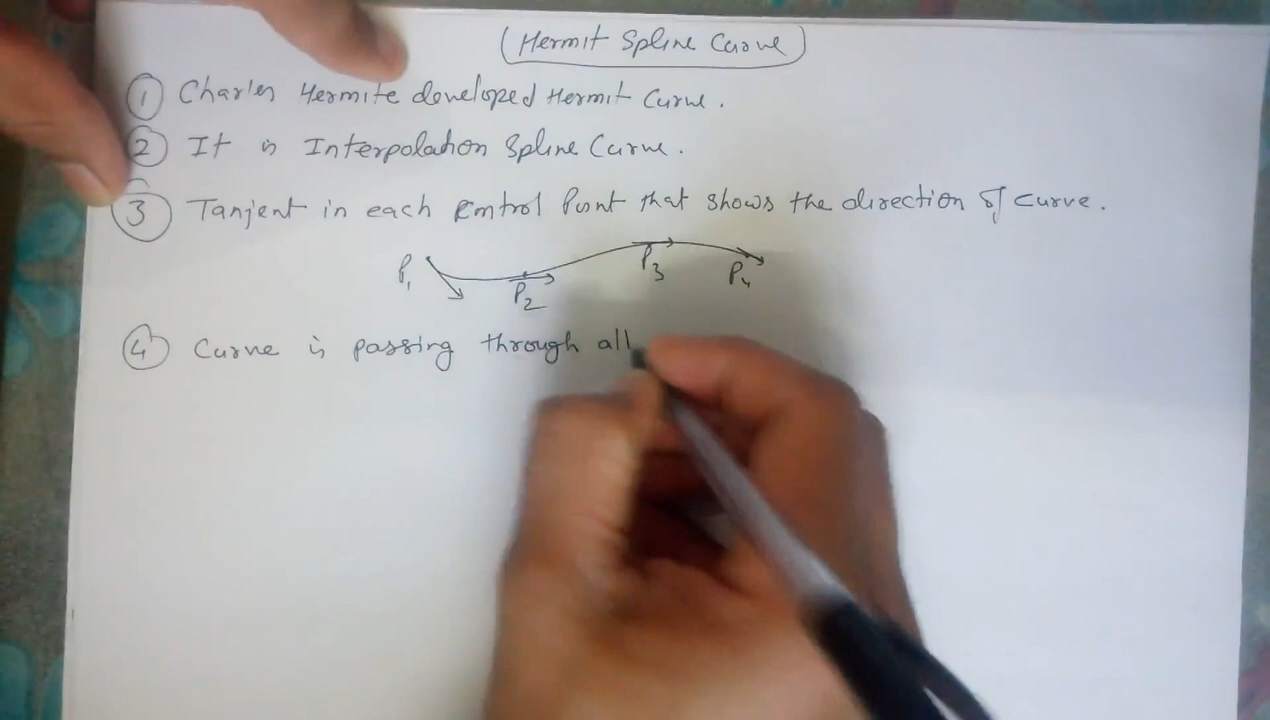 (Hermit Spline Curve)
① Charles Hermite developed Hermit Curve.
② It is Interpolation Spline Curve.
③ Tanjent in each Control Point that shows the direction of curve.
P1 P2 P3 P4
④ Curve is passing through all